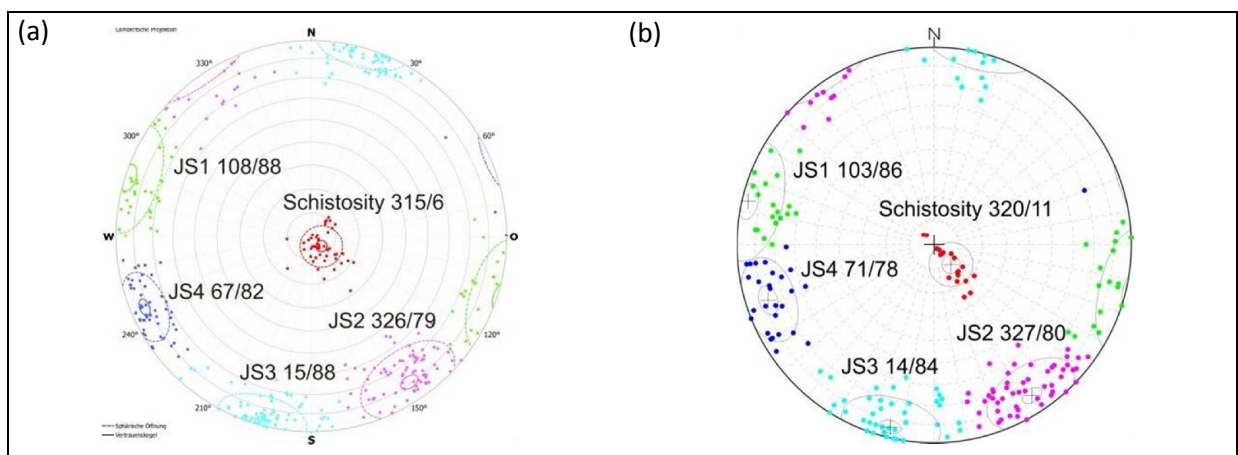 (a)
Lambertsche Projektion
N
30°
60°
O
120°
150°
S
210°
240°
W
300°
330°
JS1 108/88
Schistosity 315/6
JS4 67/82
JS2 326/79
JS3 15/88
Sphärische Öffnung
Vertrauenskegel
(b)
N
JS1 103/86
Schistosity 320/11
JS4 71/78
JS2 327/80
JS3 14/84